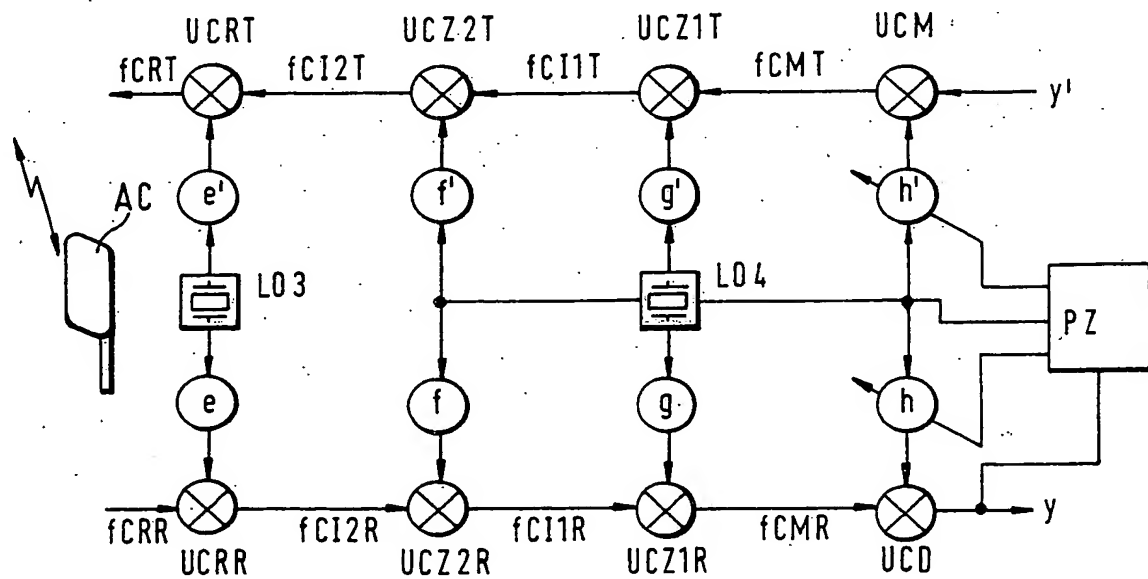 UCRT UCZ2T UCZ1T UCM
fCRT fCI2T fCI1T fCMT y'
e' f' g' h'
AC
LO3 LO4 PZ
e f g h
fCRR fCI2R fCI1R fCMR y
UCRR UCZ2R UCZ1R UCD